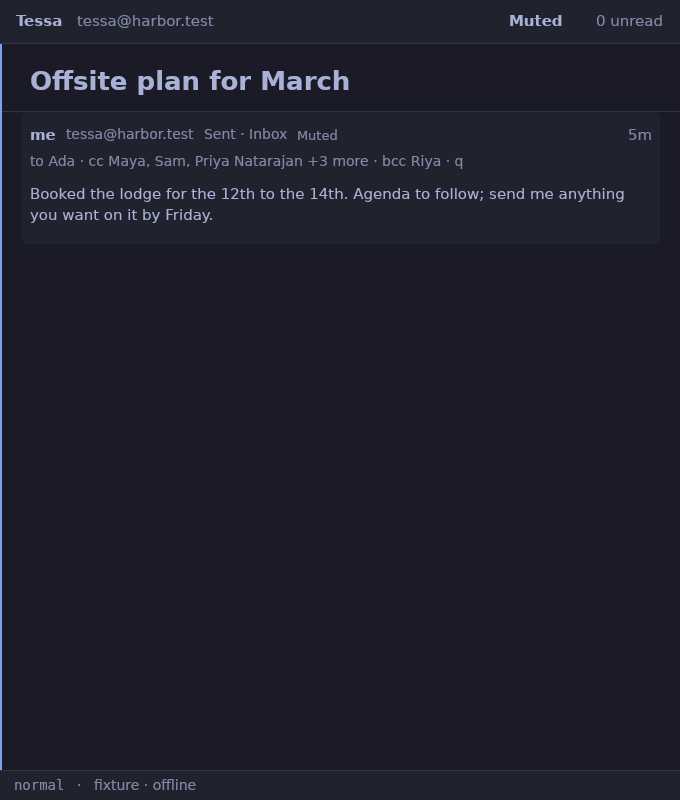 Tessa tessa@harbor.test Muted 0 unread
Offsite plan for March
me tessa@harbor.test Sent · Inbox Muted 5m
to Ada · cc Maya, Sam, Priya Natarajan +3 more · bcc Riya · q
Booked the lodge for the 12th to the 14th. Agenda to follow; send me anything
you want on it by Friday.
normal · fixture · offline